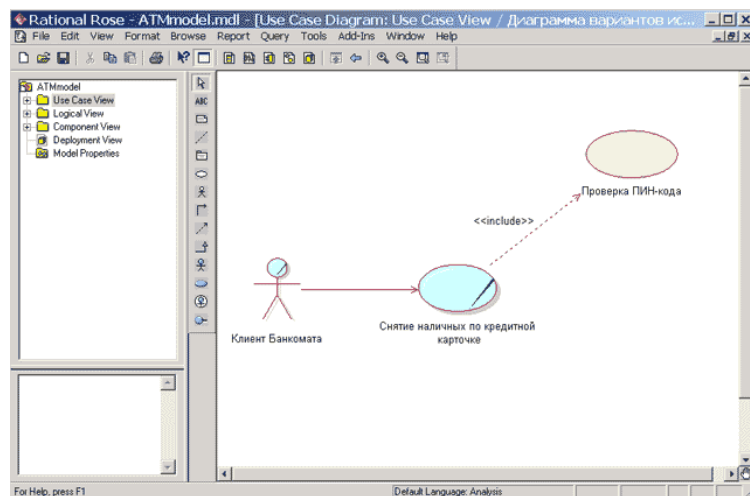 Rational Rose - ATMmodel.mdl - [Use Case Diagram: Use Case View / Диаграмма вариантов ис...
File Edit View Format Browse Report Query Tools Add-Ins Window Help
ATMmodel
Use Case View
Logical View
Component View
Deployment View
Model Properties
ABC
Проверка ПИН-кода
<<include>>
Клиент Банкомата
Снятие наличных по кредитной
карточке
For Help, press F1
Default Language: Analysis